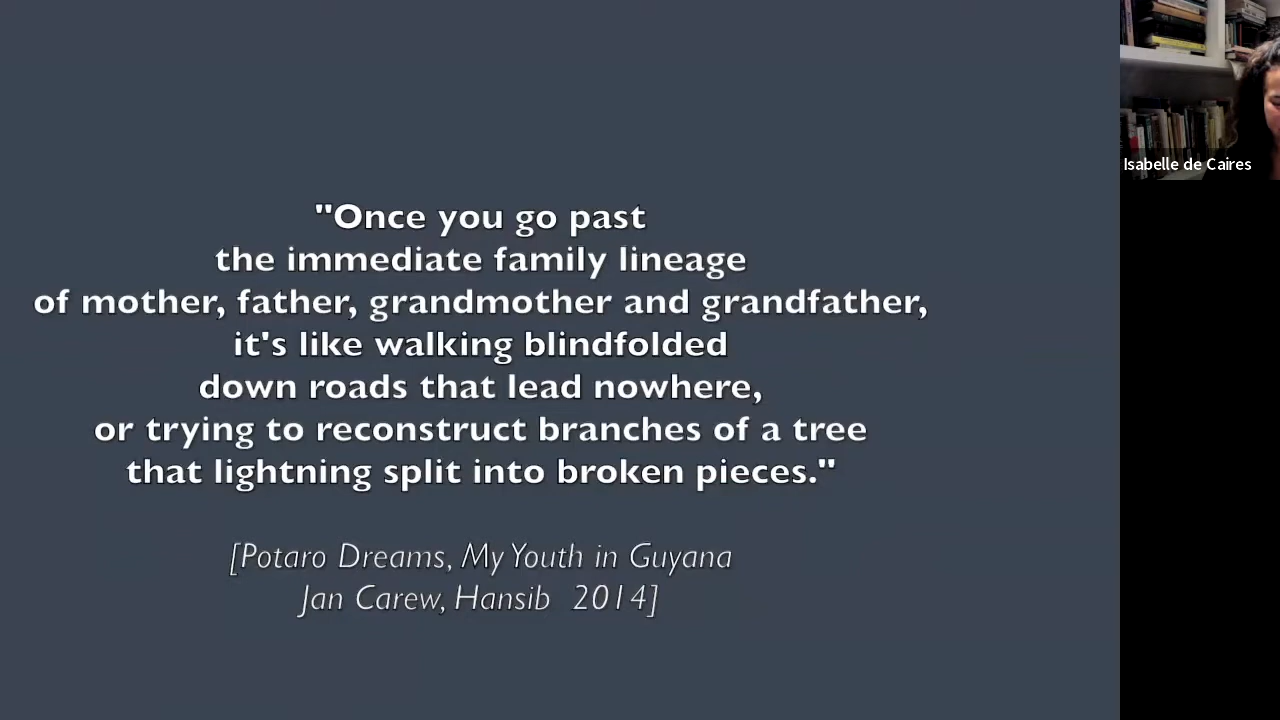 "Once you go past
the immediate family lineage
of mother, father, grandmother and grandfather,
it's like walking blindfolded
down roads that lead nowhere,
or trying to reconstruct branches of a tree
that lightning split into broken pieces."
[Potaro Dreams, My Youth in Guyana
Jan Carew, Hansib 2014]
Isabelle de Caires